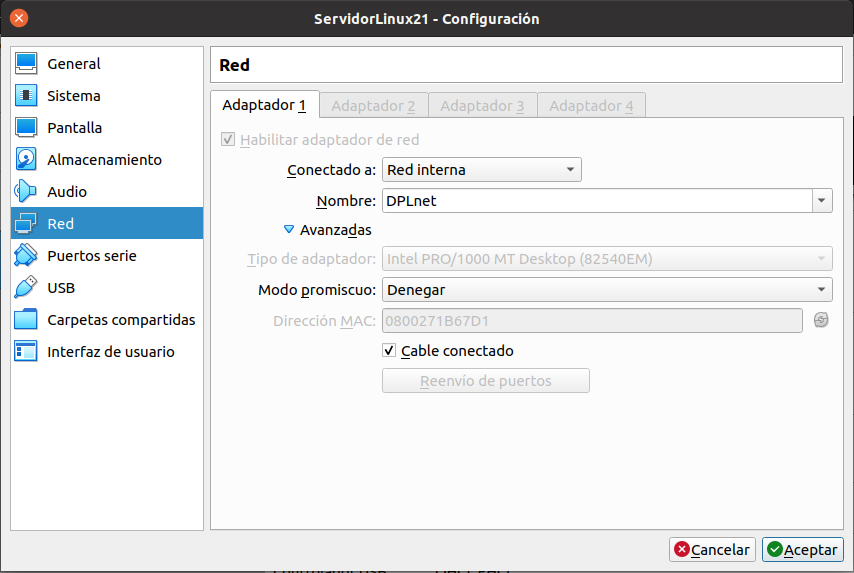 ServidorLinux21 - Configuración
General
Sistema
Pantalla
Almacenamiento
Audio
Red
Puertos serie
USB
Carpetas compartidas
Interfaz de usuario
Red
Adaptador 1 Adaptador 2 Adaptador 3 Adaptador 4
Habilitar adaptador de red
Conectado a: Red interna
Nombre: DPLnet
Avanzadas
Tipo de adaptador: Intel PRO/1000 MT Desktop (82540EM)
Modo promiscuo: Denegar
Dirección MAC: 0800271B67D1
Cable conectado
Reenvío de puertos
Cancelar Aceptar